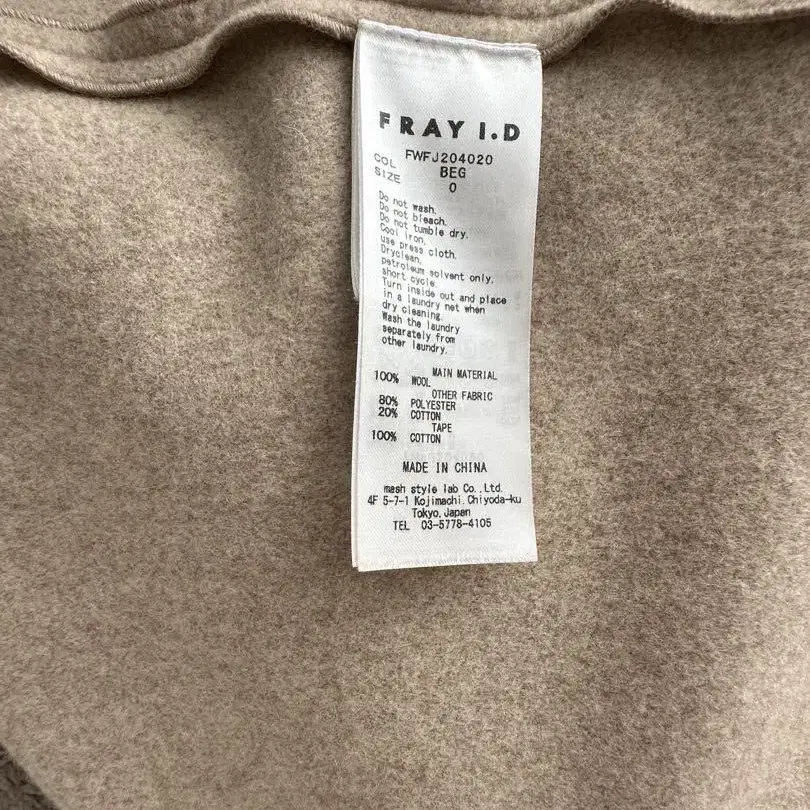 FRAY I.D
FWFJ204020
COL BEG
SIZE 0
Do not wash.
Do not bleach.
Do not tumble dry.
Cool iron,
use press cloth.
Dryclean,
petroleum solvent only,
short cycle.
Turn inside out and place
in a laundry net when
dry cleaning.
Wash the laundry
separately from
other laundry.
MAIN MATERIAL
100% WOOL
OTHER FABRIC
80% POLYESTER
20% COTTON
TAPE
100% COTTON
MADE IN CHINA
mash style lab Co.,Ltd.
4F 5-7-1 Kojimachi,Chiyoda-ku
Tokyo,Japan
TEL 03-5778-4105